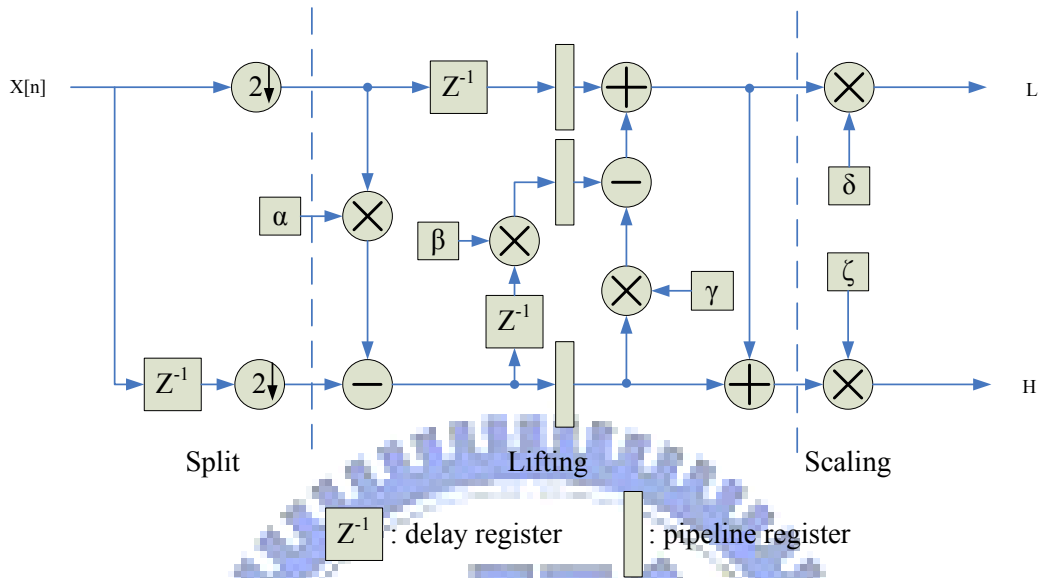 X[n]
2
Z-1
L
α
β
Z-1
γ
δ
ζ
Z-1
2
H
Split
Lifting
Scaling
Z-1 : delay register
: pipeline register